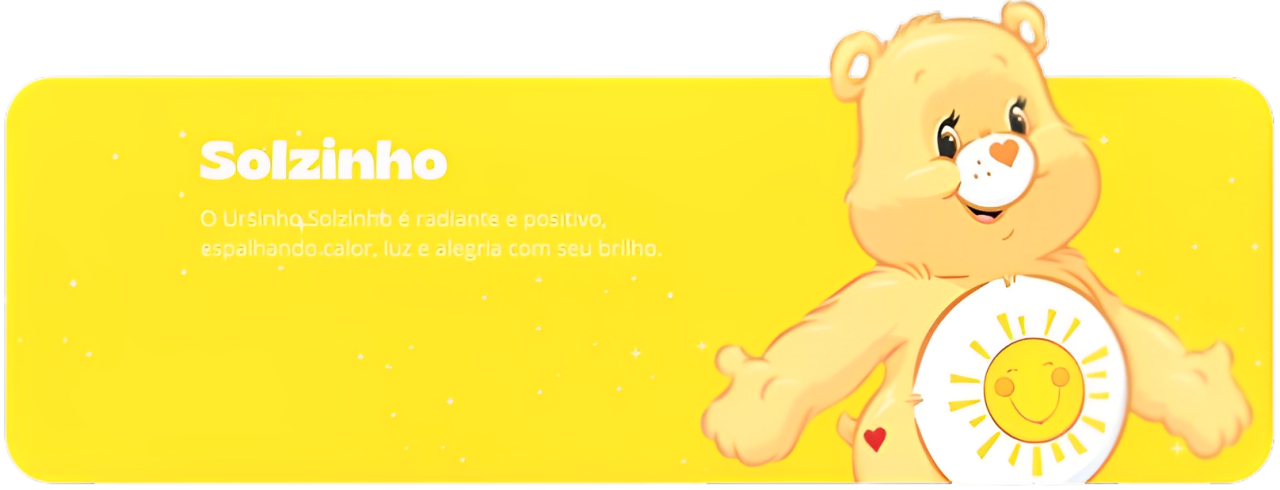 Solzinho
O Ursinho Solzinho é radiante e positivo,
espalhando calor, luz e alegria com seu brilho.